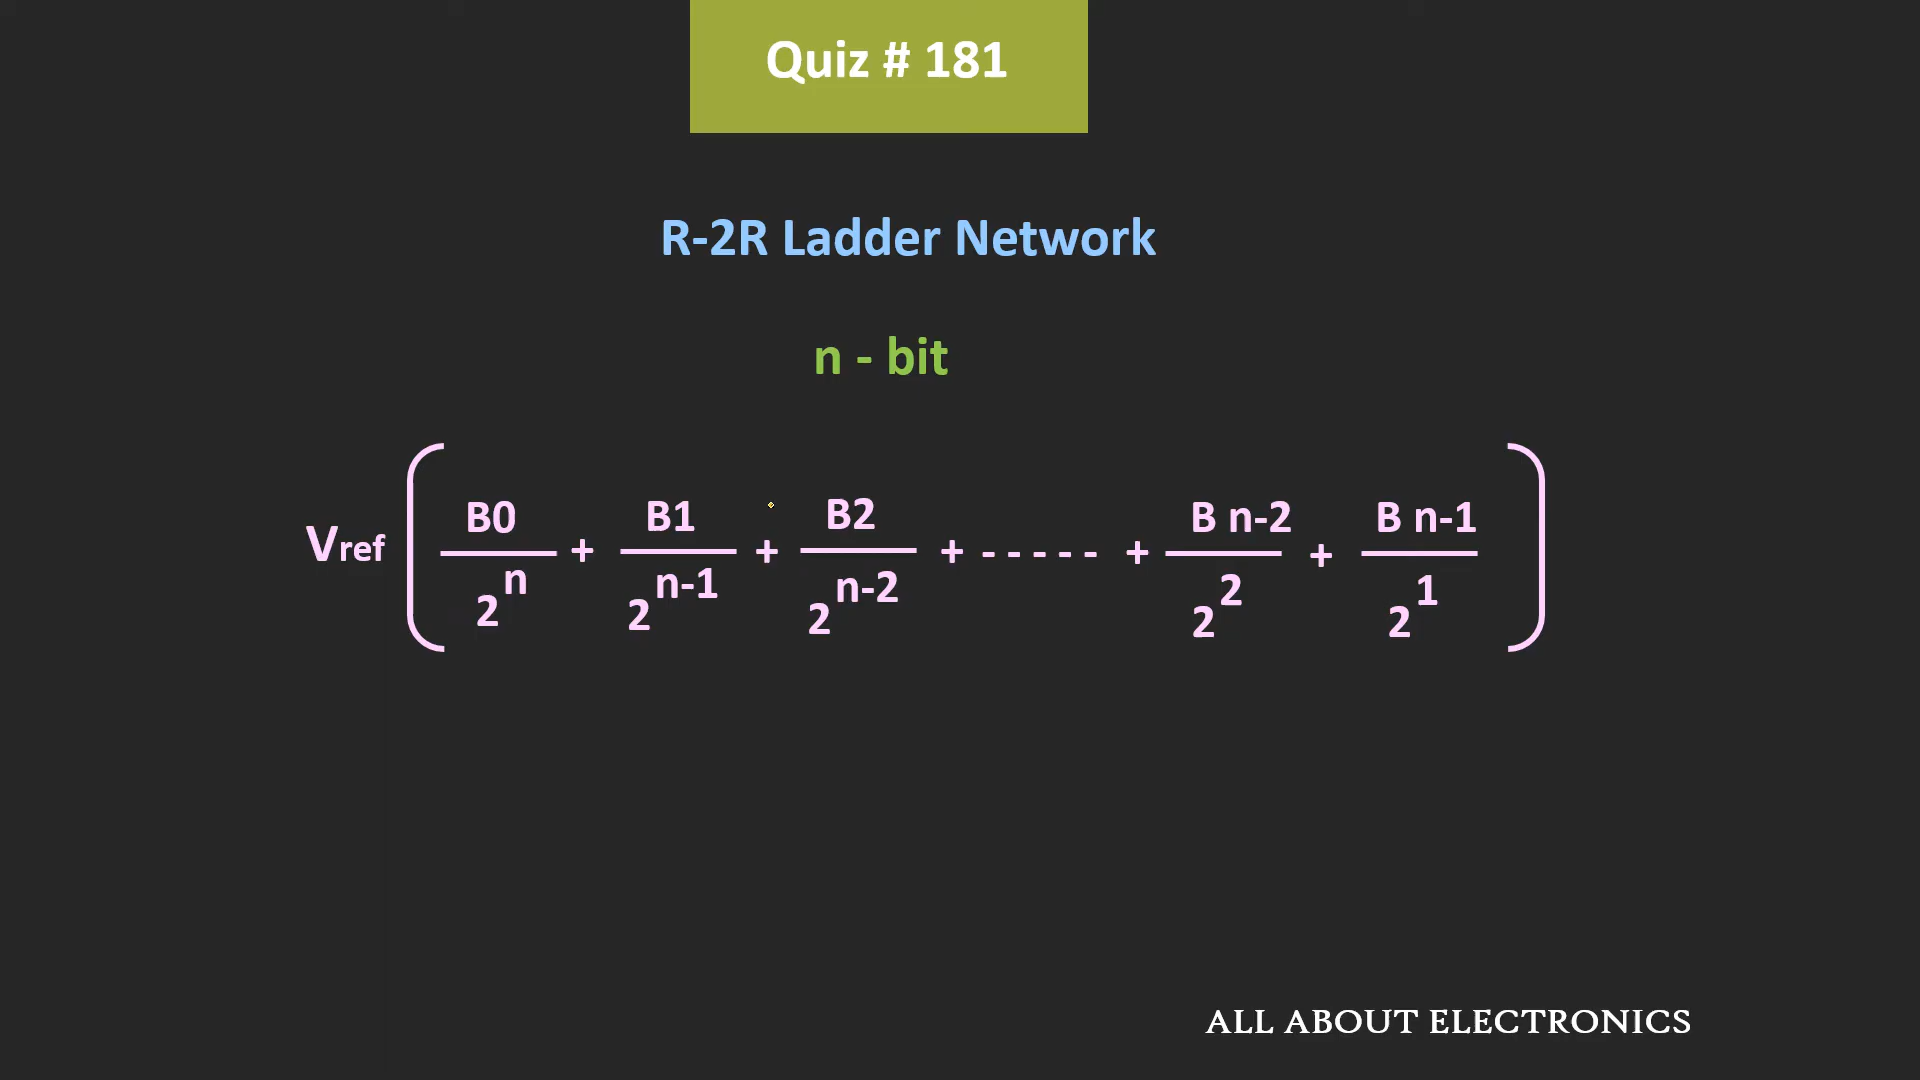 Quiz # 181
R-2R Ladder Network
n - bit
Vref ( B0 / 2^n + B1 / 2^n-1 + B2 / 2^n-2 + - - - - - + B n-2 / 2^2 + B n-1 / 2^1 )
ALL ABOUT ELECTRONICS